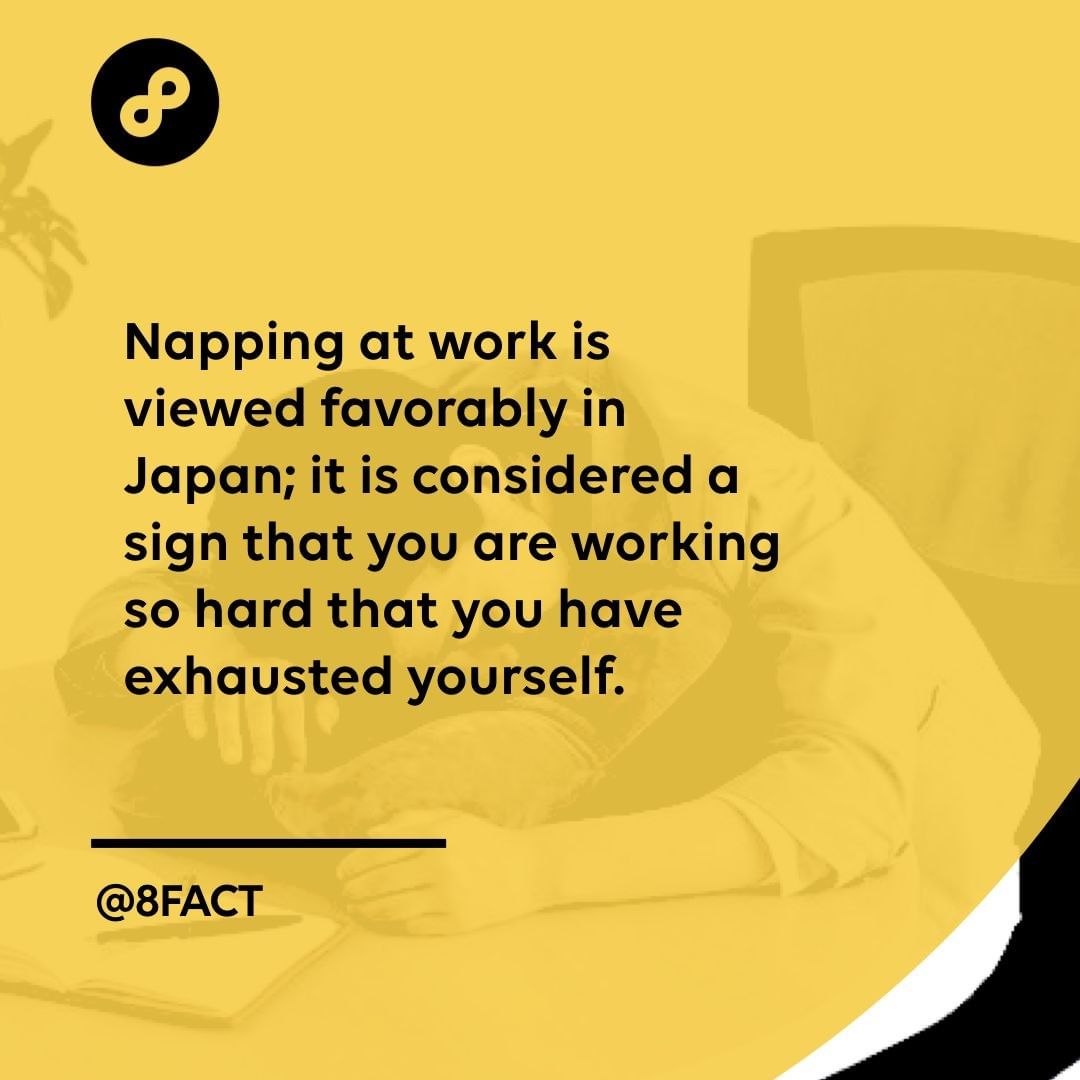 Napping at work is
viewed favorably in
Japan; it is considered a
sign that you are working
so hard that you have
exhausted yourself.
@8FACT